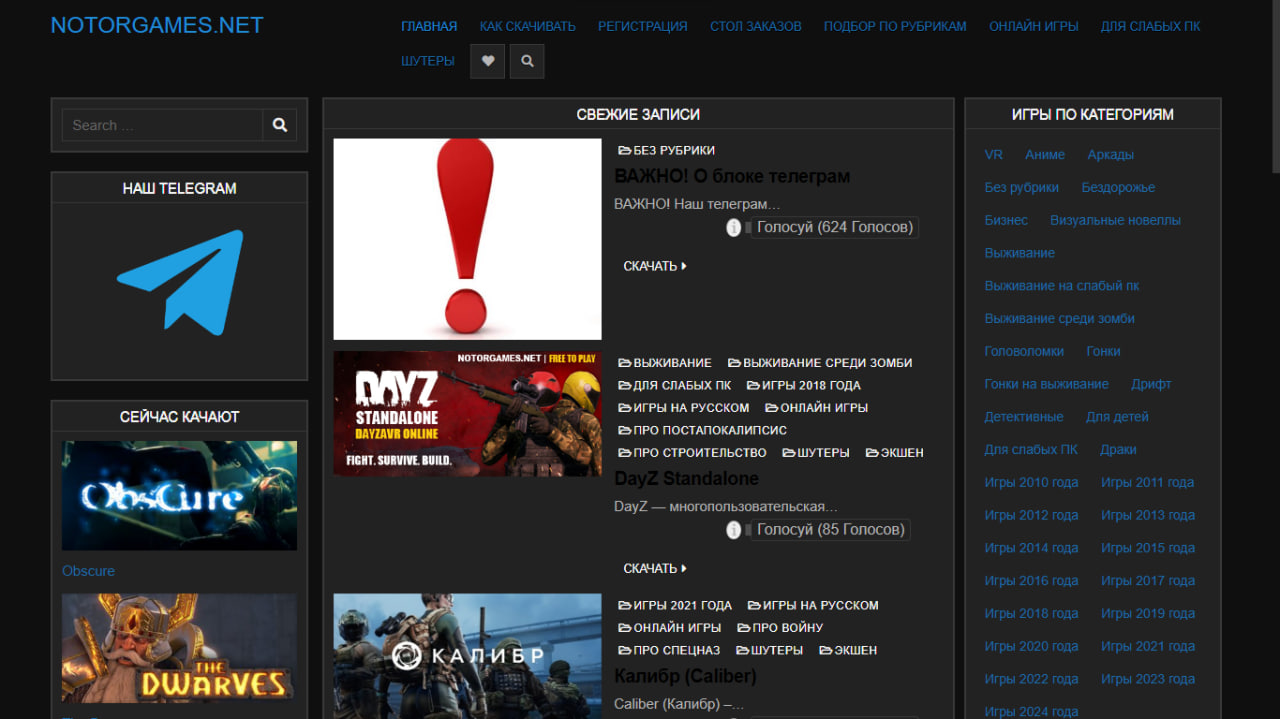 NOTORGAMES.NET
ГЛАВНАЯ КАК СКАЧИВАТЬ РЕГИСТРАЦИЯ СТОЛ ЗАКАЗОВ ПОДБОР ПО РУБРИКАМ ОНЛАЙН ИГРЫ ДЛЯ СЛАБЫХ ПК
ШУТЕРЫ
Search ...
НАШ TELEGRAM
СЕЙЧАС КАЧАЮТ
ObsCure
Obscure
THE
DWARVES
СВЕЖИЕ ЗАПИСИ
БЕЗ РУБРИКИ
ВАЖНО! О блоке телеграм
ВАЖНО! Наш телеграм...
Голосуй (624 Голосов)
СКАЧАТЬ
NOTORGAMES.NET | FREE TO PLAY
DAYZ
STANDALONE
DAYZAVR ONLINE
FIGHT. SURVIVE. BUILD.
ВЫЖИВАНИЕ ВЫЖИВАНИЕ СРЕДИ ЗОМБИ
ДЛЯ СЛАБЫХ ПК ИГРЫ 2018 ГОДА
ИГРЫ НА РУССКОМ ОНЛАЙН ИГРЫ
ПРО ПОСТАПОКАЛИПСИС
ПРО СТРОИТЕЛЬСТВО ШУТЕРЫ ЭКШЕН
DayZ Standalone
DayZ — многопользовательская...
Голосуй (85 Голосов)
СКАЧАТЬ
КАЛИБР
ИГРЫ 2021 ГОДА ИГРЫ НА РУССКОМ
ОНЛАЙН ИГРЫ ПРО ВОЙНУ
ПРО СПЕЦНАЗ ШУТЕРЫ ЭКШЕН
Калибр (Caliber)
Caliber (Калибр) –...
ИГРЫ ПО КАТЕГОРИЯМ
VR Аниме Аркады
Без рубрики Бездорожье
Бизнес Визуальные новеллы
Выживание
Выживание на слабый пк
Выживание среди зомби
Головоломки Гонки
Гонки на выживание Дрифт
Детективные Для детей
Для слабых ПК Драки
Игры 2010 года Игры 2011 года
Игры 2012 года Игры 2013 года
Игры 2014 года Игры 2015 года
Игры 2016 года Игры 2017 года
Игры 2018 года Игры 2019 года
Игры 2020 года Игры 2021 года
Игры 2022 года Игры 2023 года
Игры 2024 года